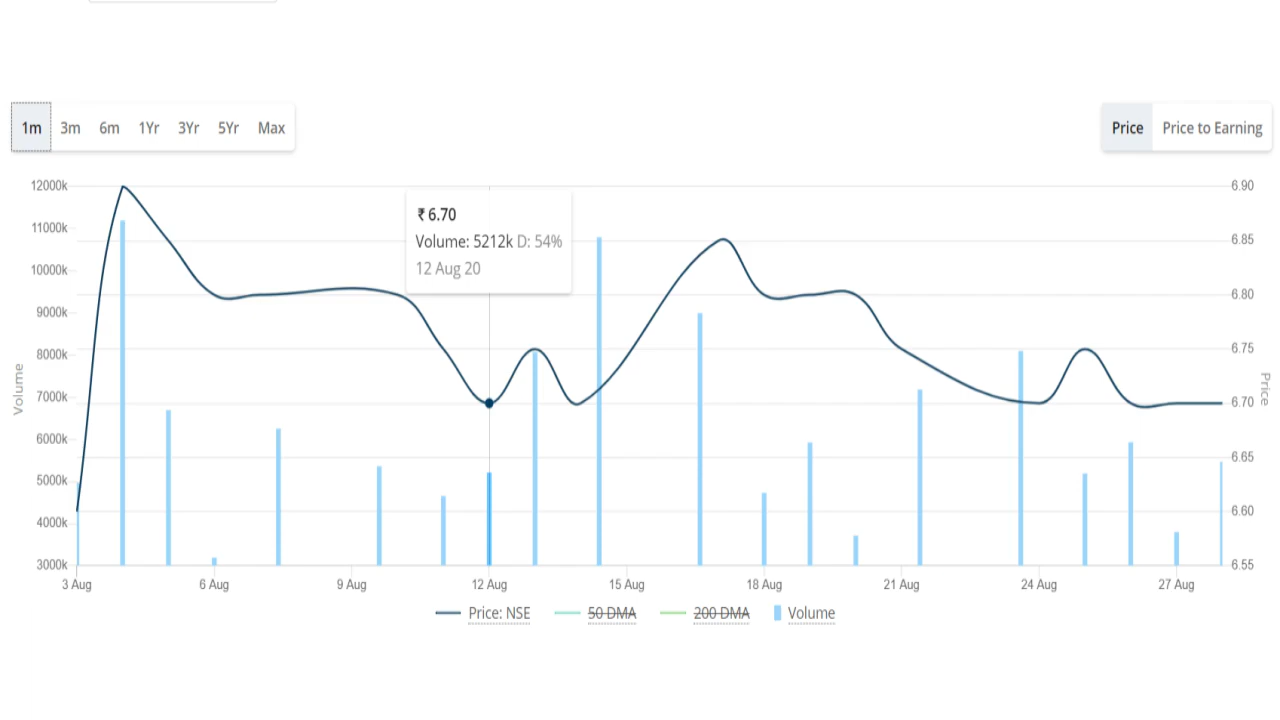 1m 3m 6m 1Yr 3Yr 5Yr Max
Price Price to Earning
12000k
11000k
10000k
9000k
8000k
7000k
6000k
5000k
4000k
3000k
Volume
₹ 6.70
Volume: 5212k D: 54%
12 Aug 20
6.90
6.85
6.80
6.75
6.70
6.65
6.60
6.55
Price
3 Aug 6 Aug 9 Aug 12 Aug 15 Aug 18 Aug 21 Aug 24 Aug 27 Aug
Price: NSE 50 DMA 200 DMA Volume